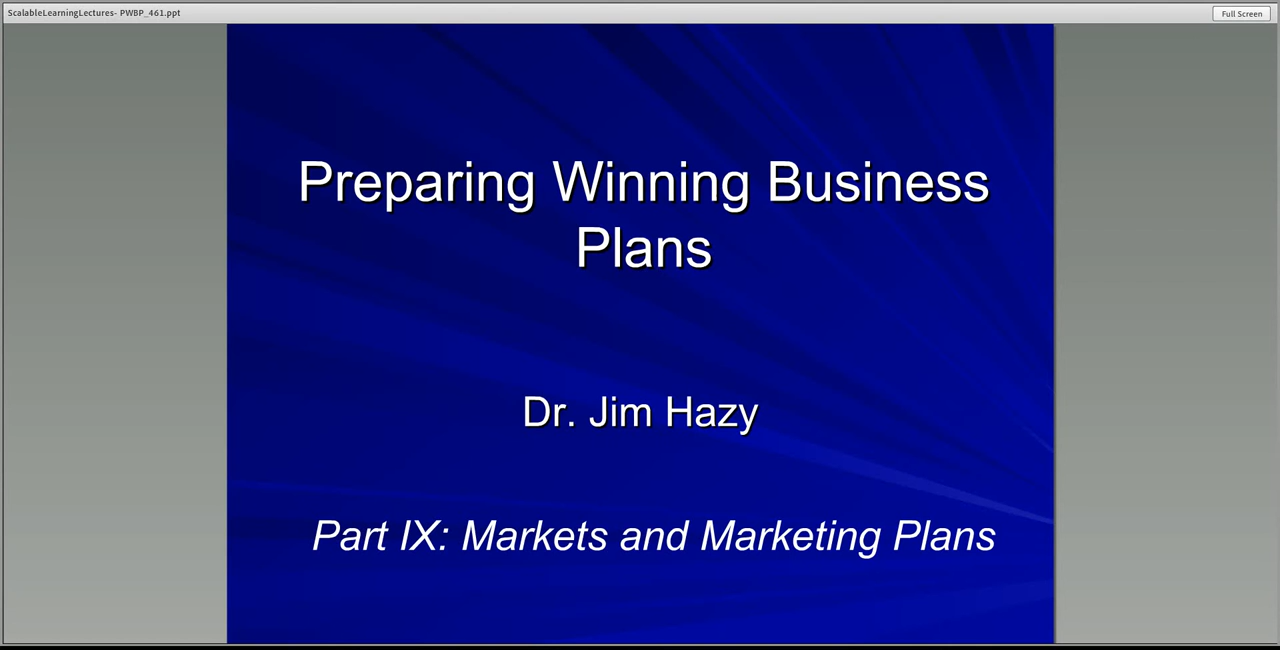 ScalableLearningLectures- PWBP_461.ppt
Full Screen
Preparing Winning Business
Plans
Dr. Jim Hazy
Part IX: Markets and Marketing Plans